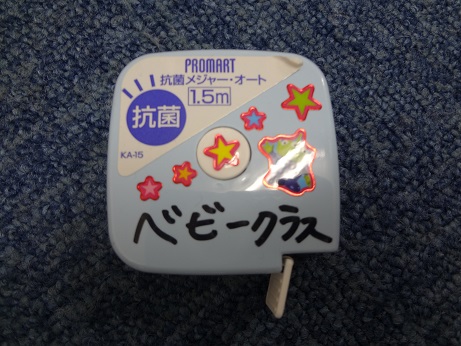 PROMART
抗菌メジャー・オート
1.5m
抗菌
KA-15
ベビークラス